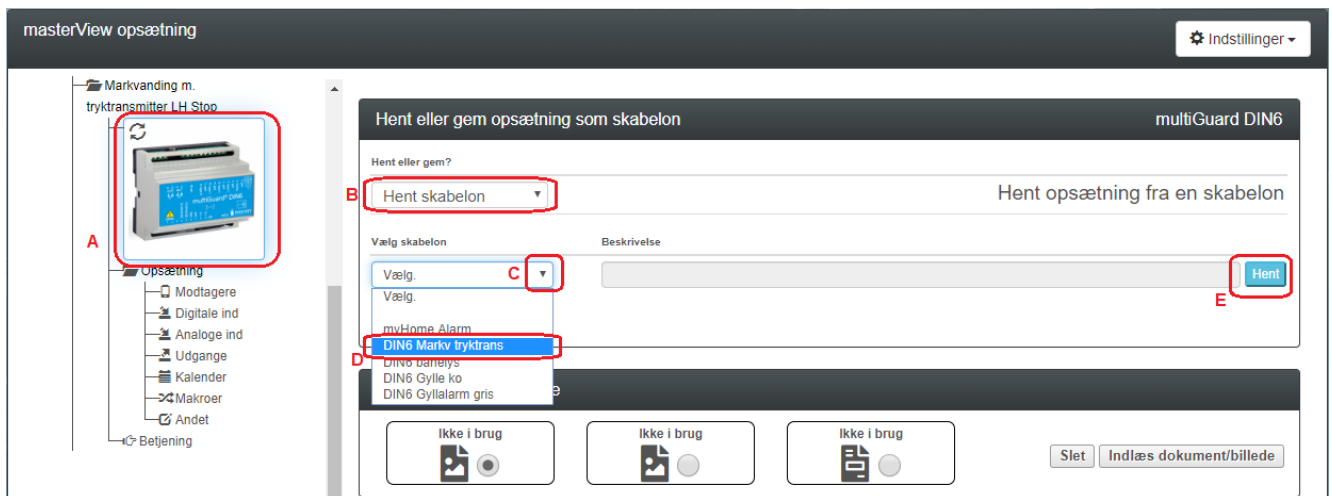 masterView opsætning
Indstillinger
Markvanding m.
tryktransmitter LH Stop
A
multiGuard DIN6
Opsætning
Modtagere
Digitale ind
Analoge ind
Udgange
Kalender
Makroer
Andet
Betjening
Hent eller gem opsætning som skabelon
multiGuard DIN6
Hent eller gem?
B
Hent skabelon
Hent opsætning fra en skabelon
Vælg skabelon
Beskrivelse
Vælg.
C
Hent
E
Vælg.
myHome Alarm
DIN6 Markv tryktrans
D
DIN6 banelys
DIN6 Gylle ko
DIN6 Gyllalarm gris
Ikke i brug
Ikke i brug
Ikke i brug
Slet
Indlæs dokument/billede